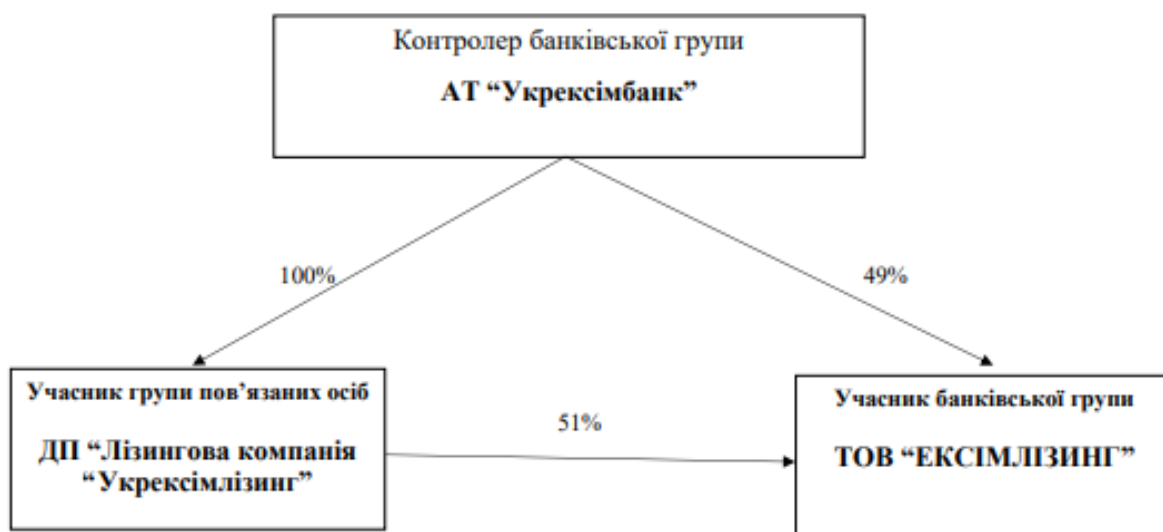 Контролер банківської групи
АТ “Укрексімбанк”
100%
49%
Учасник групи пов’язаних осіб
ДП “Лізингова компанія
“Укрексімлізинг”
51%
Учасник банківської групи
ТОВ “ЕКСІМЛІЗИНГ”